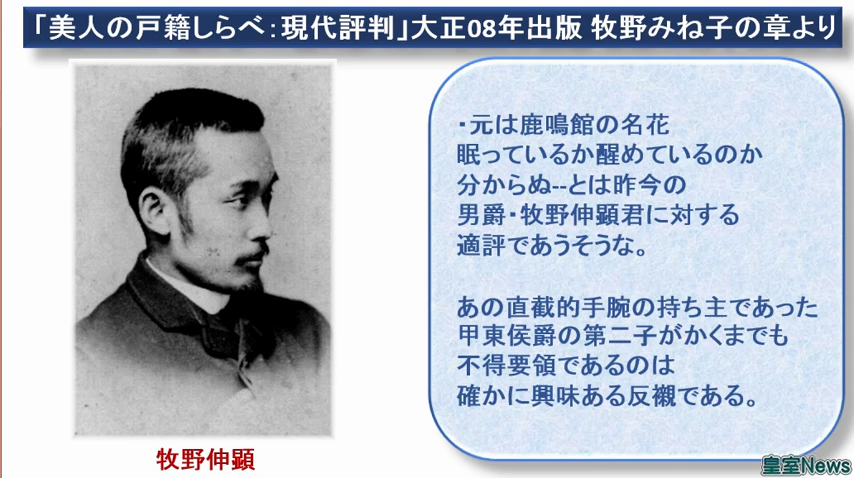 「美人の戸籍しらべ：現代評判」大正08年出版 牧野みね子の章より
・元は鹿鳴館の名花
眠っているか醒めているのか
分からぬ--とは昨今の
男爵・牧野伸顕君に対する
適評であうそうな。
あの直截的手腕の持ち主であった
甲東侯爵の第二子がかくまでも
不得要領であるのは
確かに興味ある反襯である。
牧野伸顕
皇室News